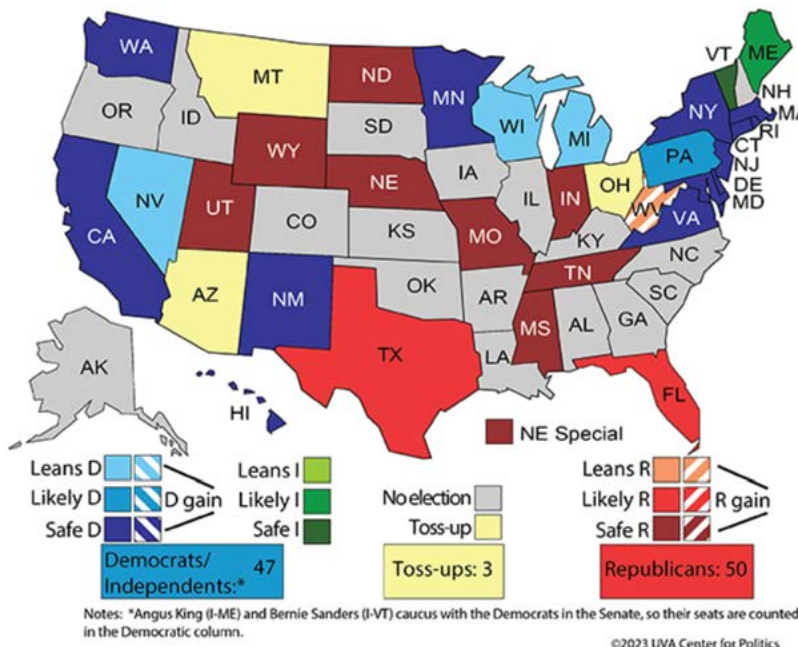 WA
MT
ND
MN
VT
ME
OR
ID
SD
WI
MI
NY
NH
MA
RI
CT
NJ
DE
MD
WY
NV
UT
NE
IA
PA
CA
CO
KS
IL
IN
OH
WV
VA
MO
KY
AZ
NM
OK
TN
NC
AR
SC
TX
MS
AL
GA
LA
AK
HI
FL
NE Special
Leans D
Likely D
Safe D
D gain
Leans I
Likely I
Safe I
No election
Toss-up
Leans R
Likely R
Safe R
R gain
Democrats/
Independents:* 47
Toss-ups: 3
Republicans: 50
Notes: *Angus King (I-ME) and Bernie Sanders (I-VT) caucus with the Democrats in the Senate, so their seats are counted
in the Democratic column.
©2023 UVA Center for Politics